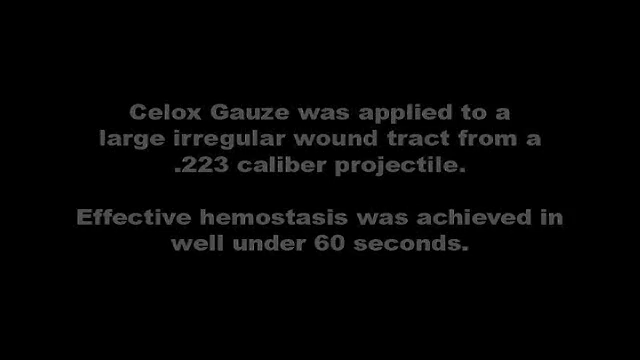 Celox Gauze was applied to a
large irregular wound tract from a
.223 caliber projectile.
Effective hemostasis was achieved in
well under 60 seconds.